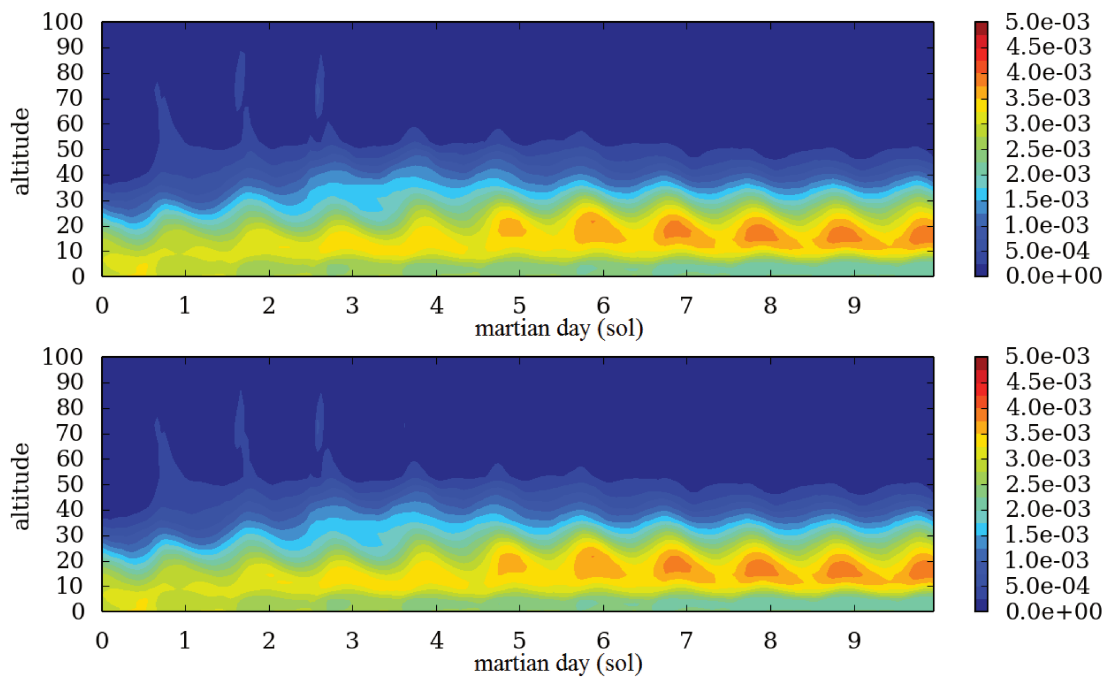 100
90
80
70
60
50
40
30
20
10
0
altitude
0 1 2 3 4 5 6 7 8 9
martian day (sol)
5.0e-03
4.5e-03
4.0e-03
3.5e-03
3.0e-03
2.5e-03
2.0e-03
1.5e-03
1.0e-03
5.0e-04
0.0e+00
100
90
80
70
60
50
40
30
20
10
0
altitude
0 1 2 3 4 5 6 7 8 9
martian day (sol)
5.0e-03
4.5e-03
4.0e-03
3.5e-03
3.0e-03
2.5e-03
2.0e-03
1.5e-03
1.0e-03
5.0e-04
0.0e+00